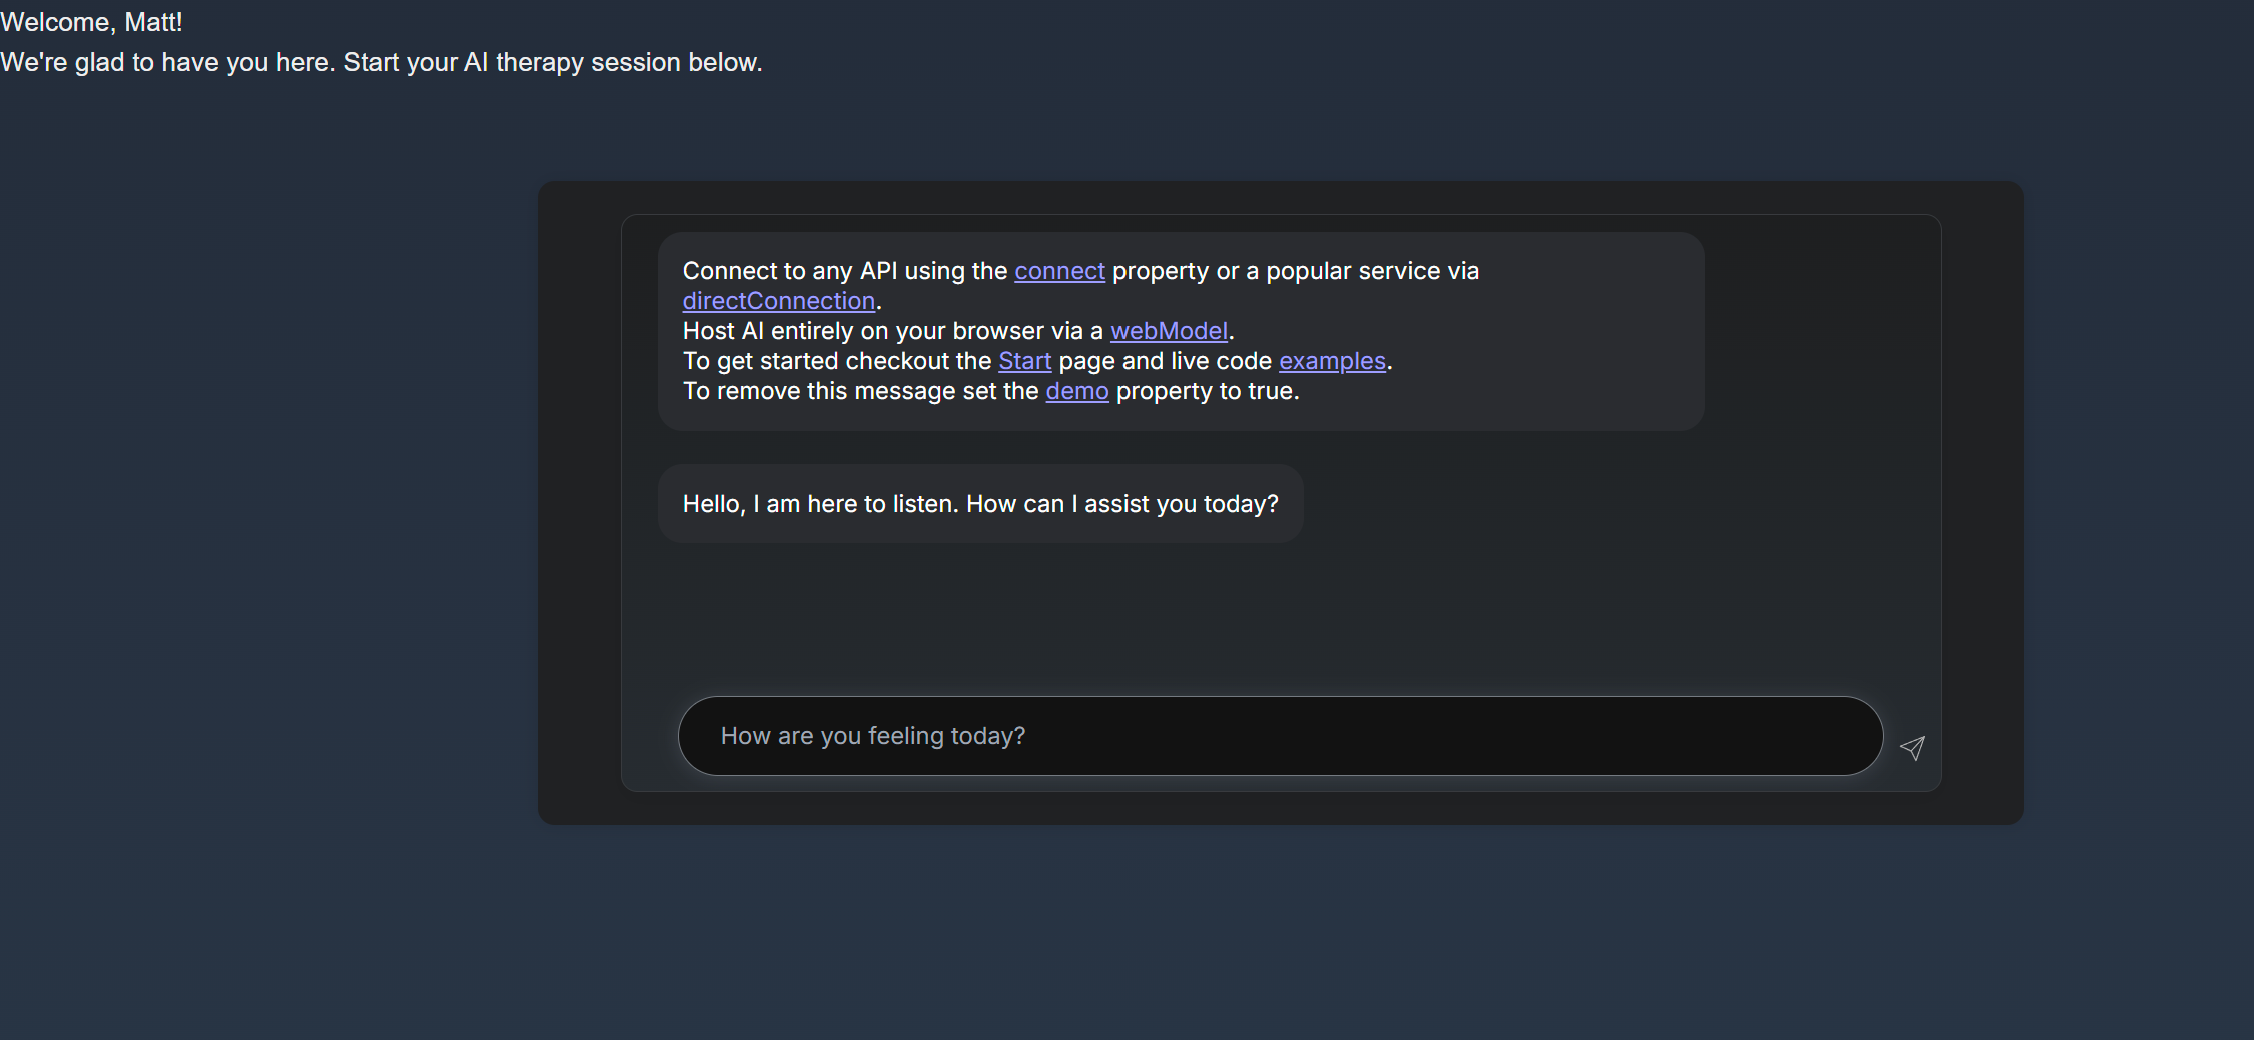 Welcome, Matt!
We're glad to have you here. Start your AI therapy session below.
Connect to any API using the connect property or a popular service via
directConnection.
Host AI entirely on your browser via a webModel.
To get started checkout the Start page and live code examples.
To remove this message set the demo property to true.
Hello, I am here to listen. How can I assist you today?
How are you feeling today?